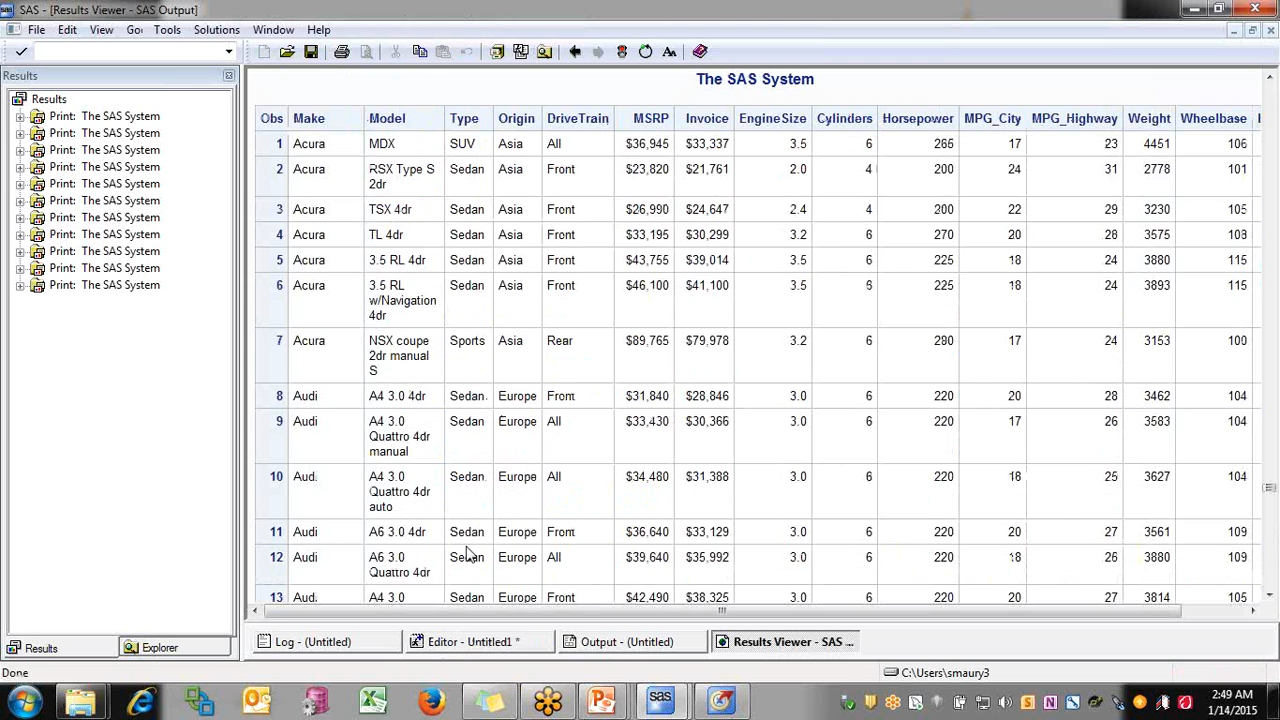 SAS - [Results Viewer - SAS Output]
File Edit View Go Tools Solutions Window Help
Results
The SAS System
Results
Print: The SAS System
Print: The SAS System
Print: The SAS System
Print: The SAS System
Print: The SAS System
Print: The SAS System
Print: The SAS System
Print: The SAS System
Print: The SAS System
Print: The SAS System
Print: The SAS System
Obs Make Model Type Origin DriveTrain MSRP Invoice EngineSize Cylinders Horsepower MPG_City MPG_Highway Weight Wheelbase
1 Acura MDX SUV Asia All $36,945 $33,337 3.5 6 265 17 23 4451 106
2 Acura RSX Type S Sedan Asia Front $23,820 $21,761 2.0 4 200 24 31 2778 101
2dr
3 Acura TSX 4dr Sedan Asia Front $26,990 $24,647 2.4 4 200 22 29 3230 105
4 Acura TL 4dr Sedan Asia Front $33,195 $30,299 3.2 6 270 20 28 3575 108
5 Acura 3.5 RL 4dr Sedan Asia Front $43,755 $39,014 3.5 6 225 18 24 3880 115
6 Acura 3.5 RL Sedan Asia Front $46,100 $41,100 3.5 6 225 18 24 3893 115
w/Navigation
4dr
7 Acura NSX coupe Sports Asia Rear $89,765 $79,978 3.2 6 290 17 24 3153 100
2dr manual
S
8 Audi A4 3.0 4dr Sedan Europe Front $31,840 $28,846 3.0 6 220 20 28 3462 104
9 Audi A4 3.0 Sedan Europe All $33,430 $30,366 3.0 6 220 17 26 3583 104
Quattro 4dr
manual
10 Audi A4 3.0 Sedan Europe All $34,480 $31,388 3.0 6 220 18 25 3627 104
Quattro 4dr
auto
11 Audi A6 3.0 4dr Sedan Europe Front $36,640 $33,129 3.0 6 220 20 27 3561 109
12 Audi A6 3.0 Sedan Europe All $39,640 $35,992 3.0 6 220 18 26 3880 109
Quattro 4dr
13 Audi A4 3.0 Sedan Europe Front $42,490 $38,325 3.0 6 220 20 27 3814 105
Results Explorer
Log - (Untitled) Editor - Untitled1 * Output - (Untitled) Results Viewer - SAS ...
Done C:\Users\smaury3
2:49 AM
1/14/2015